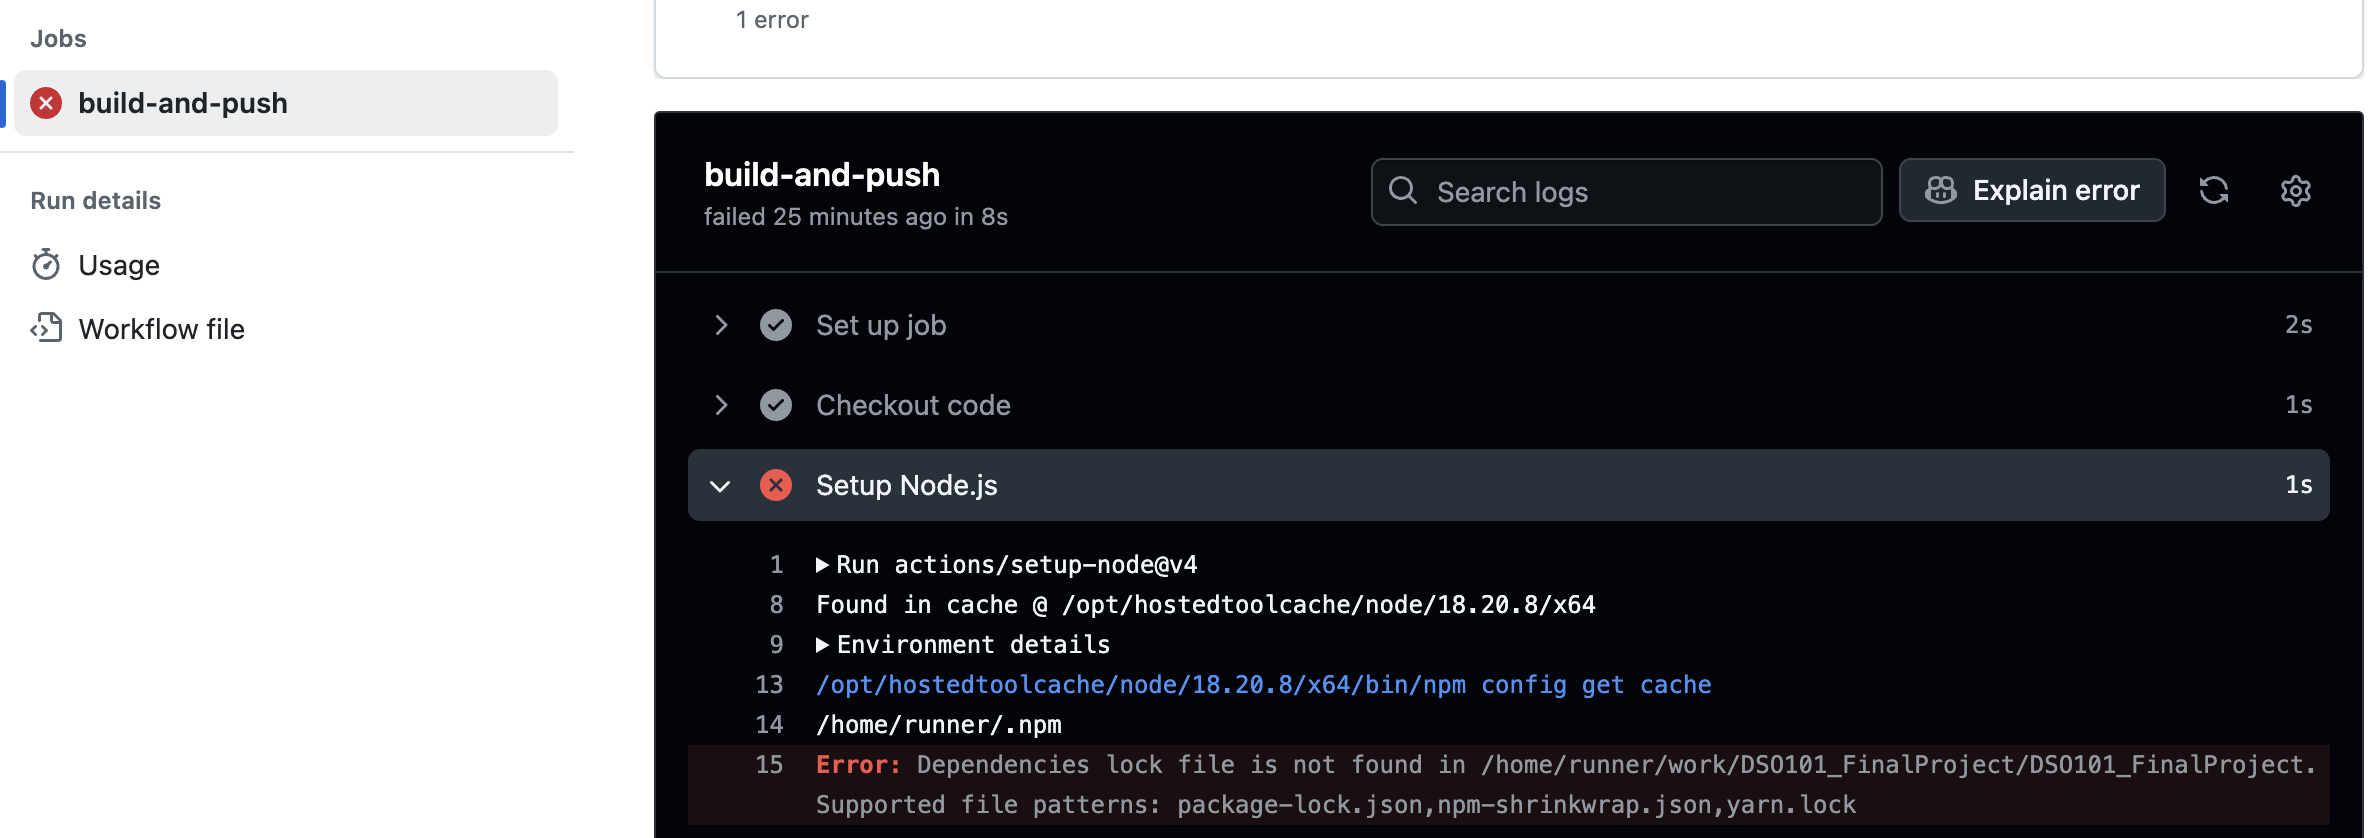 Jobs
build-and-push
Run details
Usage
Workflow file
1 error
build-and-push
failed 25 minutes ago in 8s
Search logs
Explain error
Set up job 2s
Checkout code 1s
Setup Node.js 1s
1 Run actions/setup-node@v4
8 Found in cache @ /opt/hostedtoolcache/node/18.20.8/x64
9 Environment details
13 /opt/hostedtoolcache/node/18.20.8/x64/bin/npm config get cache
14 /home/runner/.npm
15 Error: Dependencies lock file is not found in /home/runner/work/DSO101_FinalProject/DSO101_FinalProject.
Supported file patterns: package-lock.json,npm-shrinkwrap.json,yarn.lock